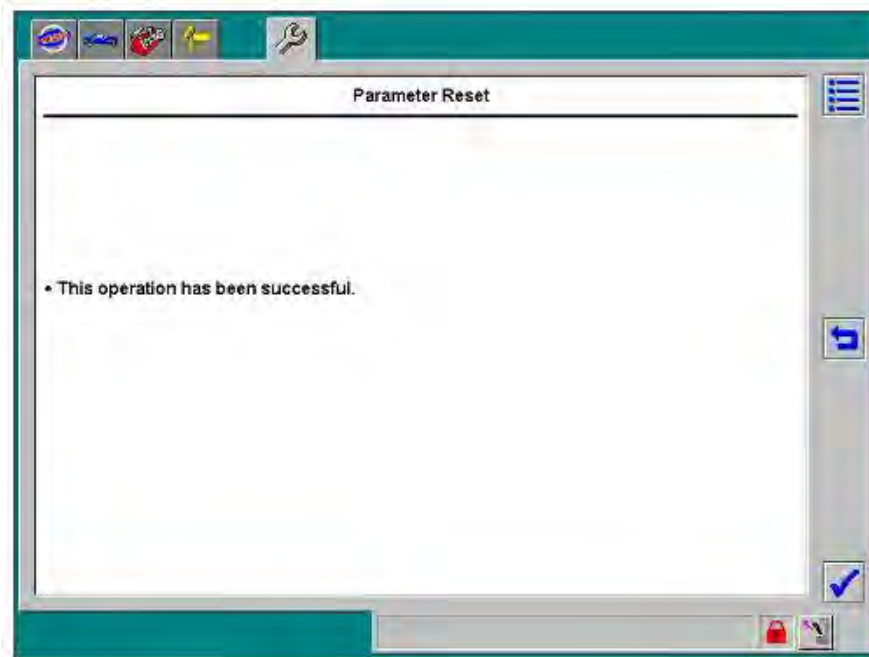 Parameter Reset
• This operation has been successful.